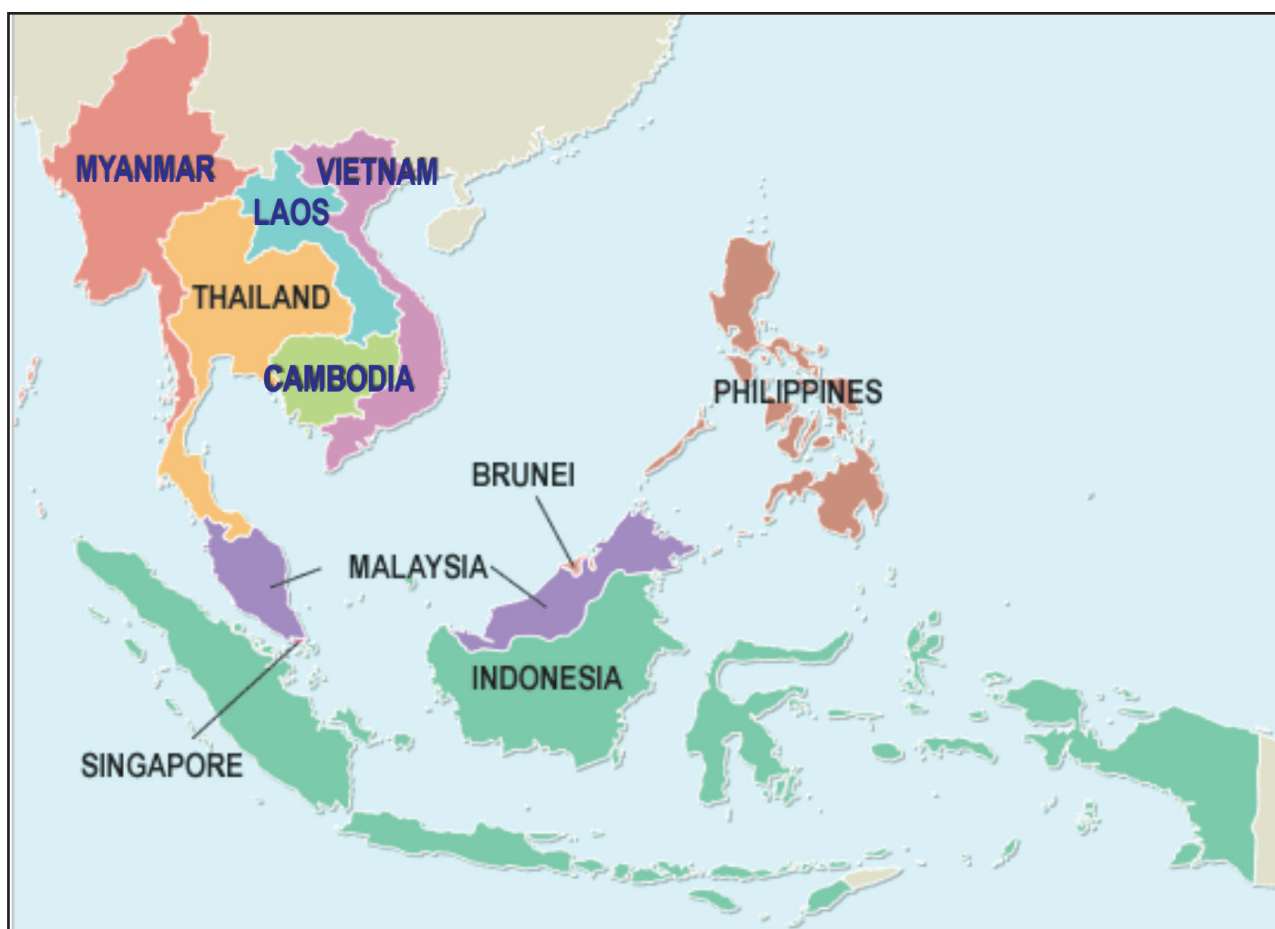 MYANMAR
VIETNAM
LAOS
THAILAND
CAMBODIA
PHILIPPINES
BRUNEI
MALAYSIA
INDONESIA
SINGAPORE